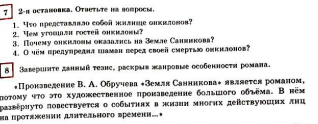 7 2-я остановка. Ответьте на вопросы.
1. Что представляло собой жилище онкилонов?
2. Чем угощали гостей онкилоны?
3. Почему онкилоны оказались на Земле Санникова?
4. О чём предупредил шаман перед своей смертью онкилонов?
8 Завершите данный тезис, раскрыв жанровые особенности романа.
«Произведение В. А. Обручева «Земля Санникова» является романом,
потому что это художественное произведение большого объёма. В нём
развёрнуто повествуется о событиях в жизни многих действующих лиц
на протяжении длительного времени...»